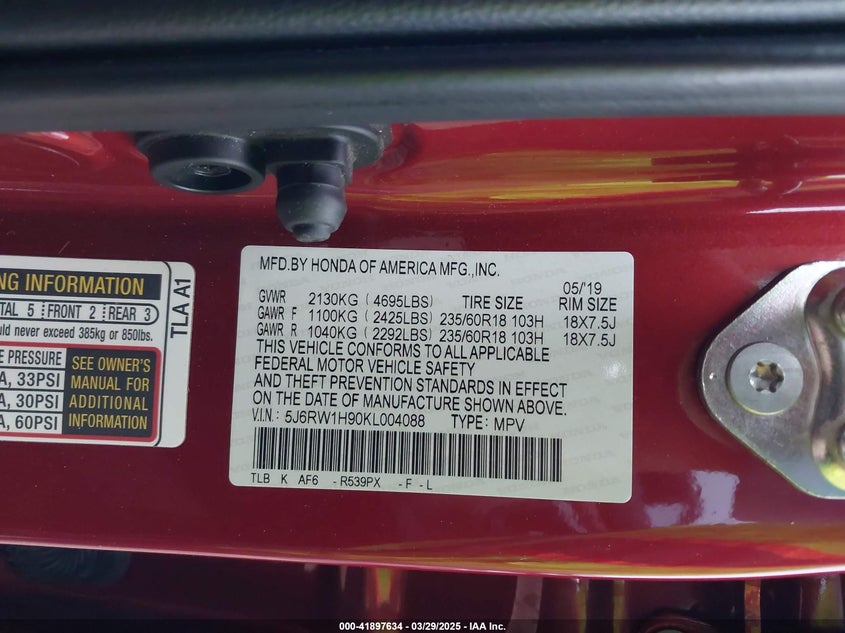 NG INFORMATION
TAL 5 FRONT 2 REAR 3
uld never exceed 385kg or 850lbs.
E PRESSURE
A, 33PSI
A, 30PSI
A, 60PSI
SEE OWNER'S
MANUAL FOR
ADDITIONAL
INFORMATION
TLA A1
MFD.BY HONDA OF AMERICA MFG.,INC.
05/'19
GVWR 2130KG (4695LBS) TIRE SIZE RIM SIZE
GAWR F 1100KG (2425LBS) 235/60R18 103H 18X7.5J
GAWR R 1040KG (2292LBS) 235/60R18 103H 18X7.5J
THIS VEHICLE CONFORMS TO ALL APPLICABLE
FEDERAL MOTOR VEHICLE SAFETY
AND THEFT PREVENTION STANDARDS IN EFFECT
ON THE DATE OF MANUFACTURE SHOWN ABOVE.
V.I.N.: 5J6RW1H90KL004088 TYPE: MPV
TLB K AF6 -R539PX -F-L
000-41897634 - 03/29/2025 - IAA Inc.